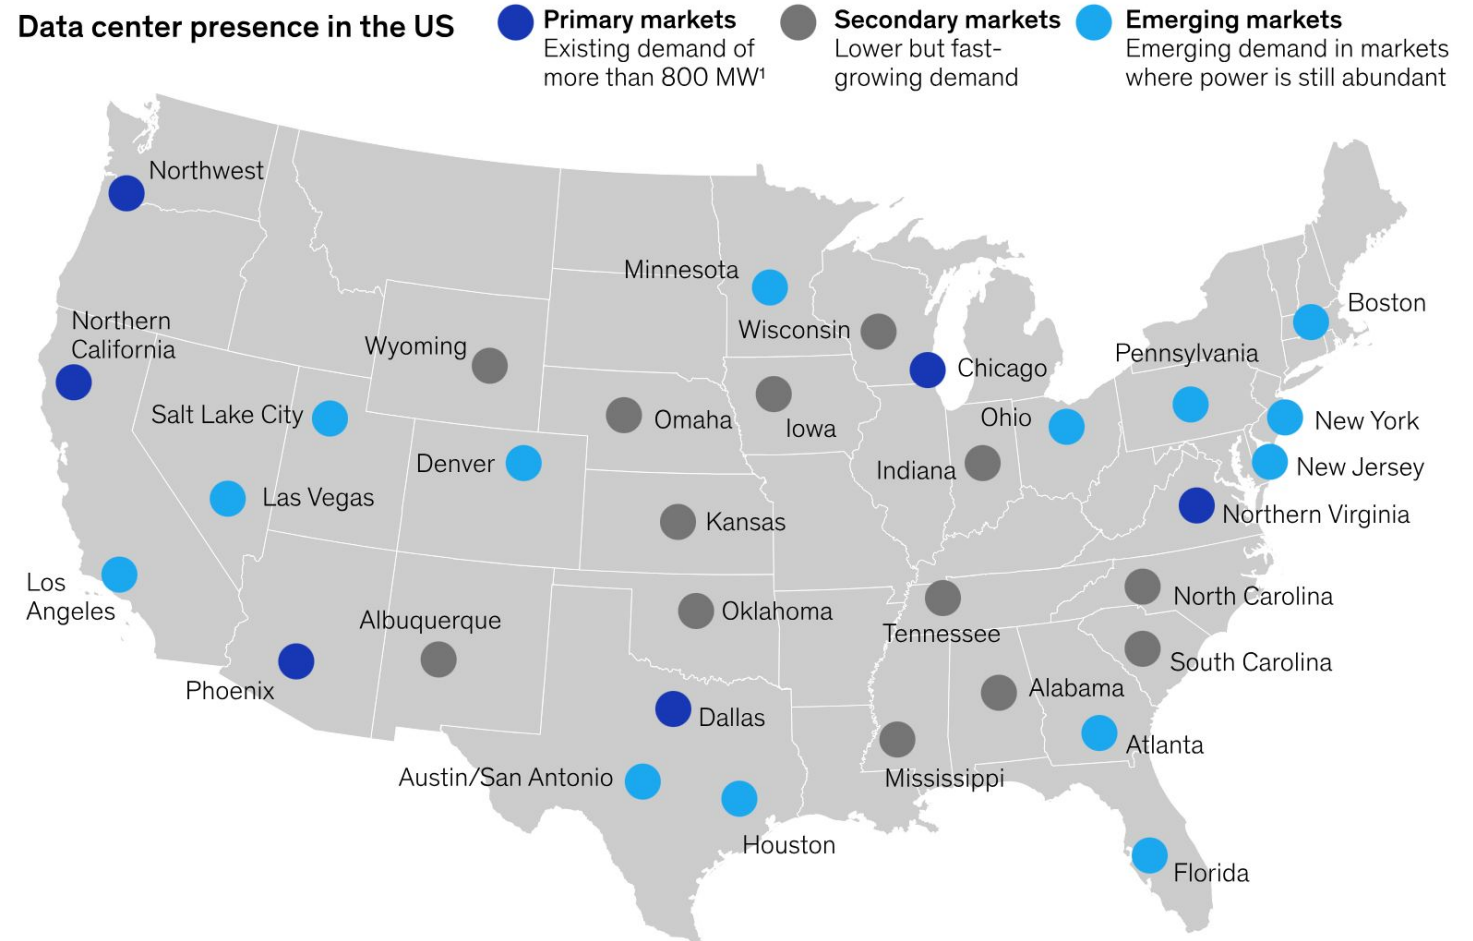 Data center presence in the US
Primary markets
Existing demand of
more than 800 MW¹
Secondary markets
Lower but fast-
growing demand
Emerging markets
Emerging demand in markets
where power is still abundant
Northwest
Minnesota
Boston
Northern
California
Wisconsin
Wyoming
Pennsylvania
Chicago
Salt Lake City
Omaha
Iowa
Ohio
New York
Denver
Indiana
New Jersey
Las Vegas
Kansas
Northern Virginia
Los
Angeles
Albuquerque
Oklahoma
Tennessee
North Carolina
South Carolina
Phoenix
Dallas
Alabama
Atlanta
Austin/San Antonio
Mississippi
Houston
Florida